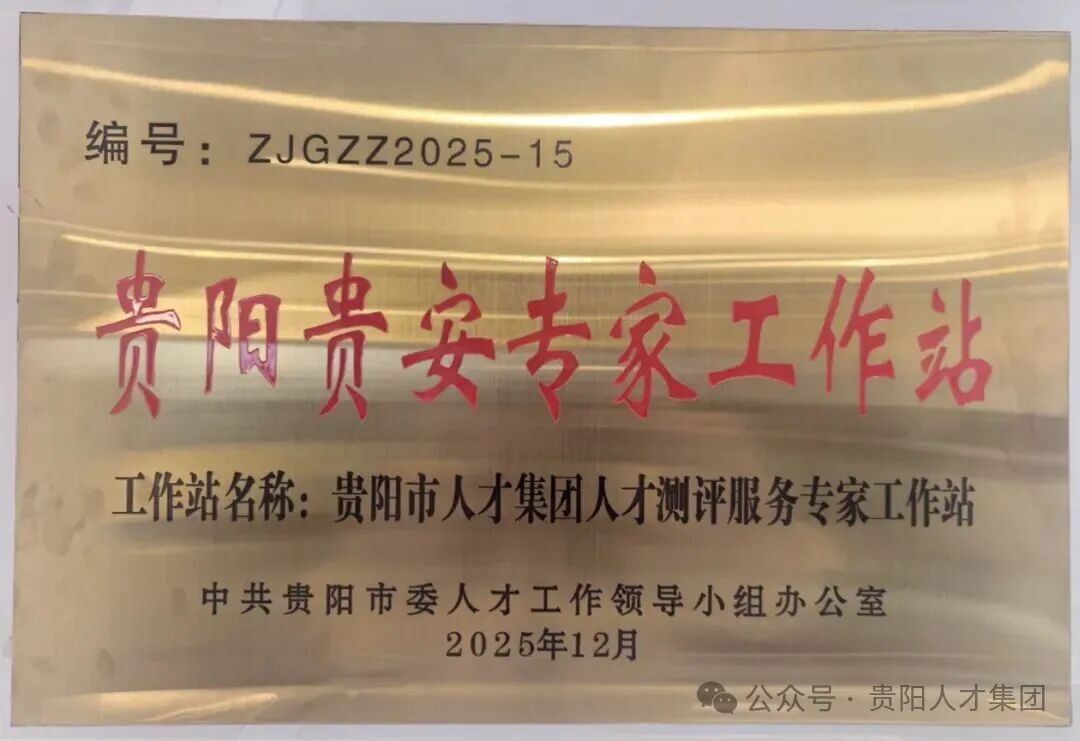 编号：ZJGZZ2025-15
贵阳贵安专家工作站
工作站名称：贵阳市人才集团人才测评服务专家工作站
中共贵阳市委人才工作领导小组办公室
2025年12月
公众号·贵阳人才集团